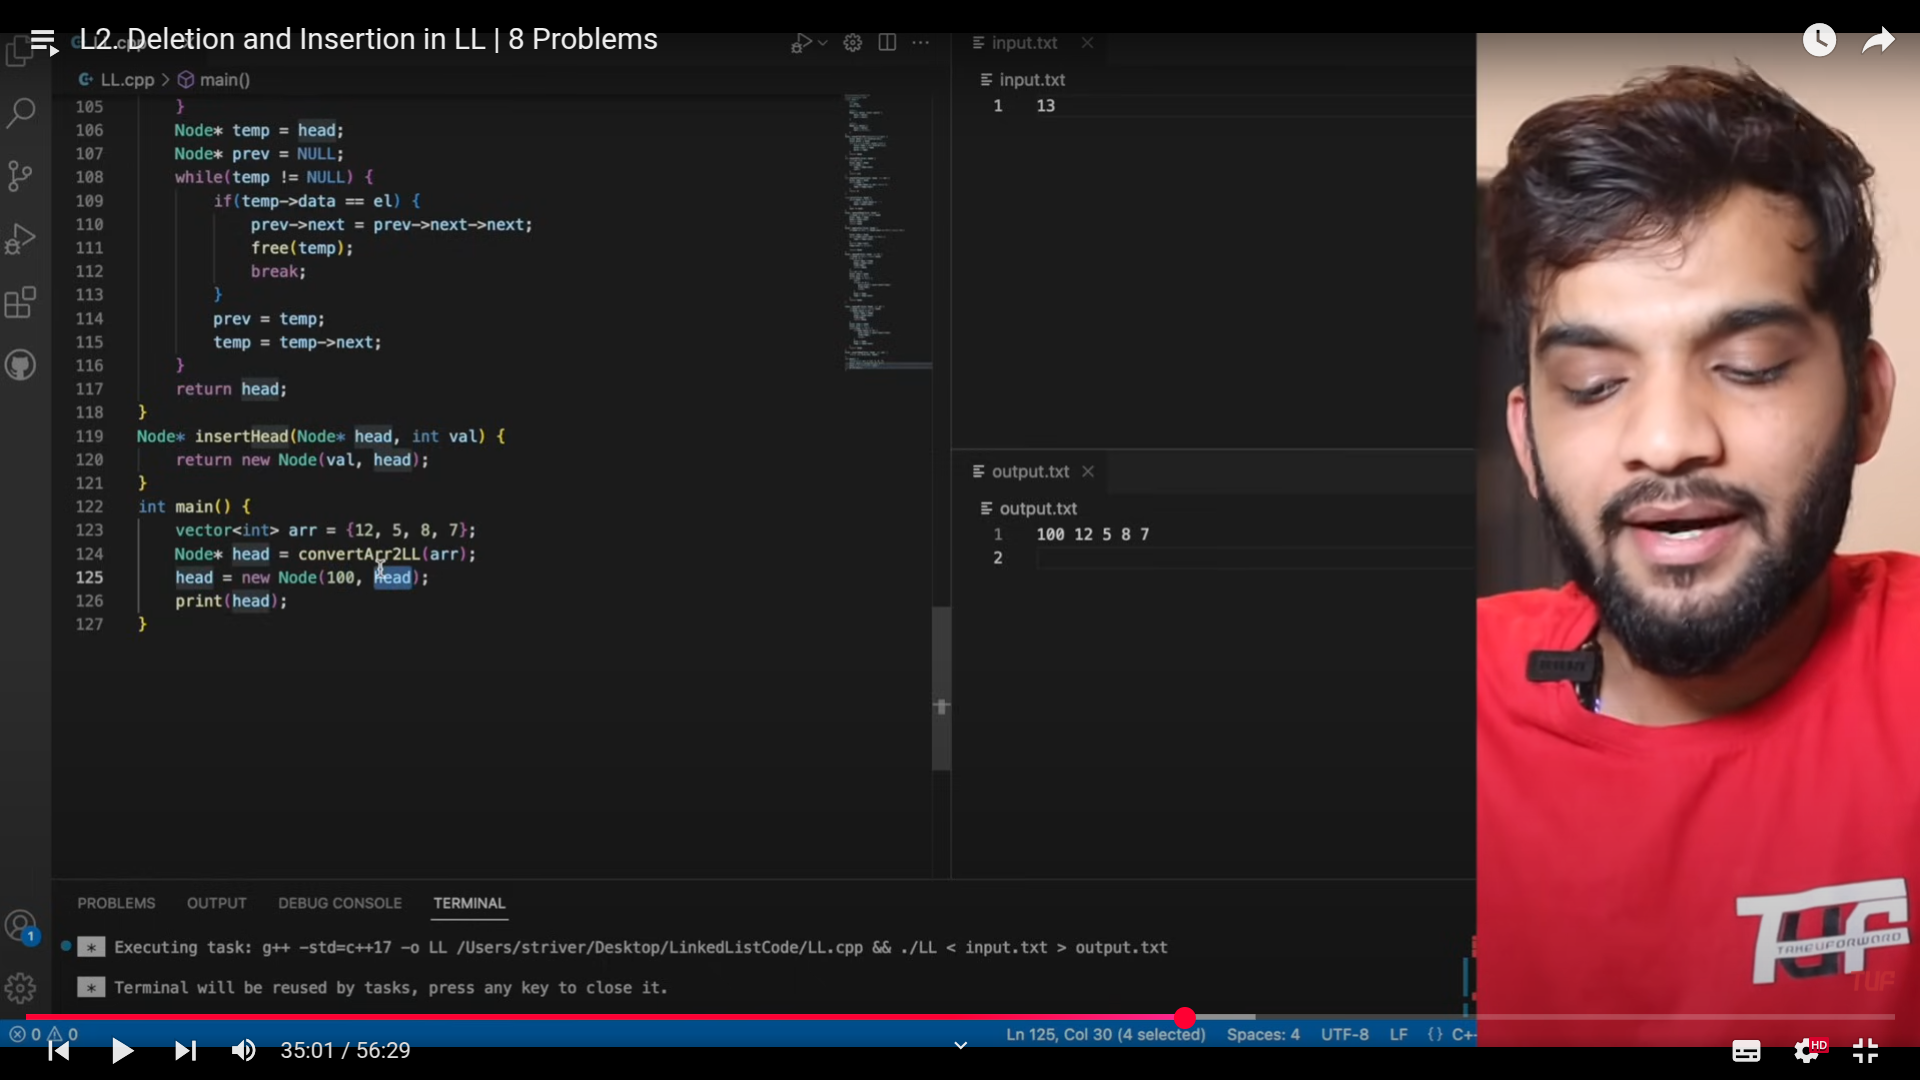 L2. Deletion and Insertion in LL | 8 Problems
LL.cpp > main()
105 }
106 Node* temp = head;
107 Node* prev = NULL;
108 while(temp != NULL) {
109 if(temp->data == el) {
110 prev->next = prev->next->next;
111 free(temp);
112 break;
113 }
114 prev = temp;
115 temp = temp->next;
116 }
117 return head;
118 }
119 Node* insertHead(Node* head, int val) {
120 return new Node(val, head);
121 }
122 int main() {
123 vector<int> arr = {12, 5, 8, 7};
124 Node* head = convertArr2LL(arr);
125 head = new Node(100, head);
126 print(head);
127 }
input.txt
input.txt
1 13
output.txt
output.txt
1 100 12 5 8 7
2
PROBLEMS OUTPUT DEBUG CONSOLE TERMINAL
* Executing task: g++ -std=c++17 -o LL /Users/striver/Desktop/LinkedListCode/LL.cpp && ./LL < input.txt > output.txt
* Terminal will be reused by tasks, press any key to close it.
1
0 0 Ln 125, Col 30 (4 selected) Spaces: 4 UTF-8 LF {} C++
35:01 / 56:29
HD
TUF
TAKEUFORWARD
TUF